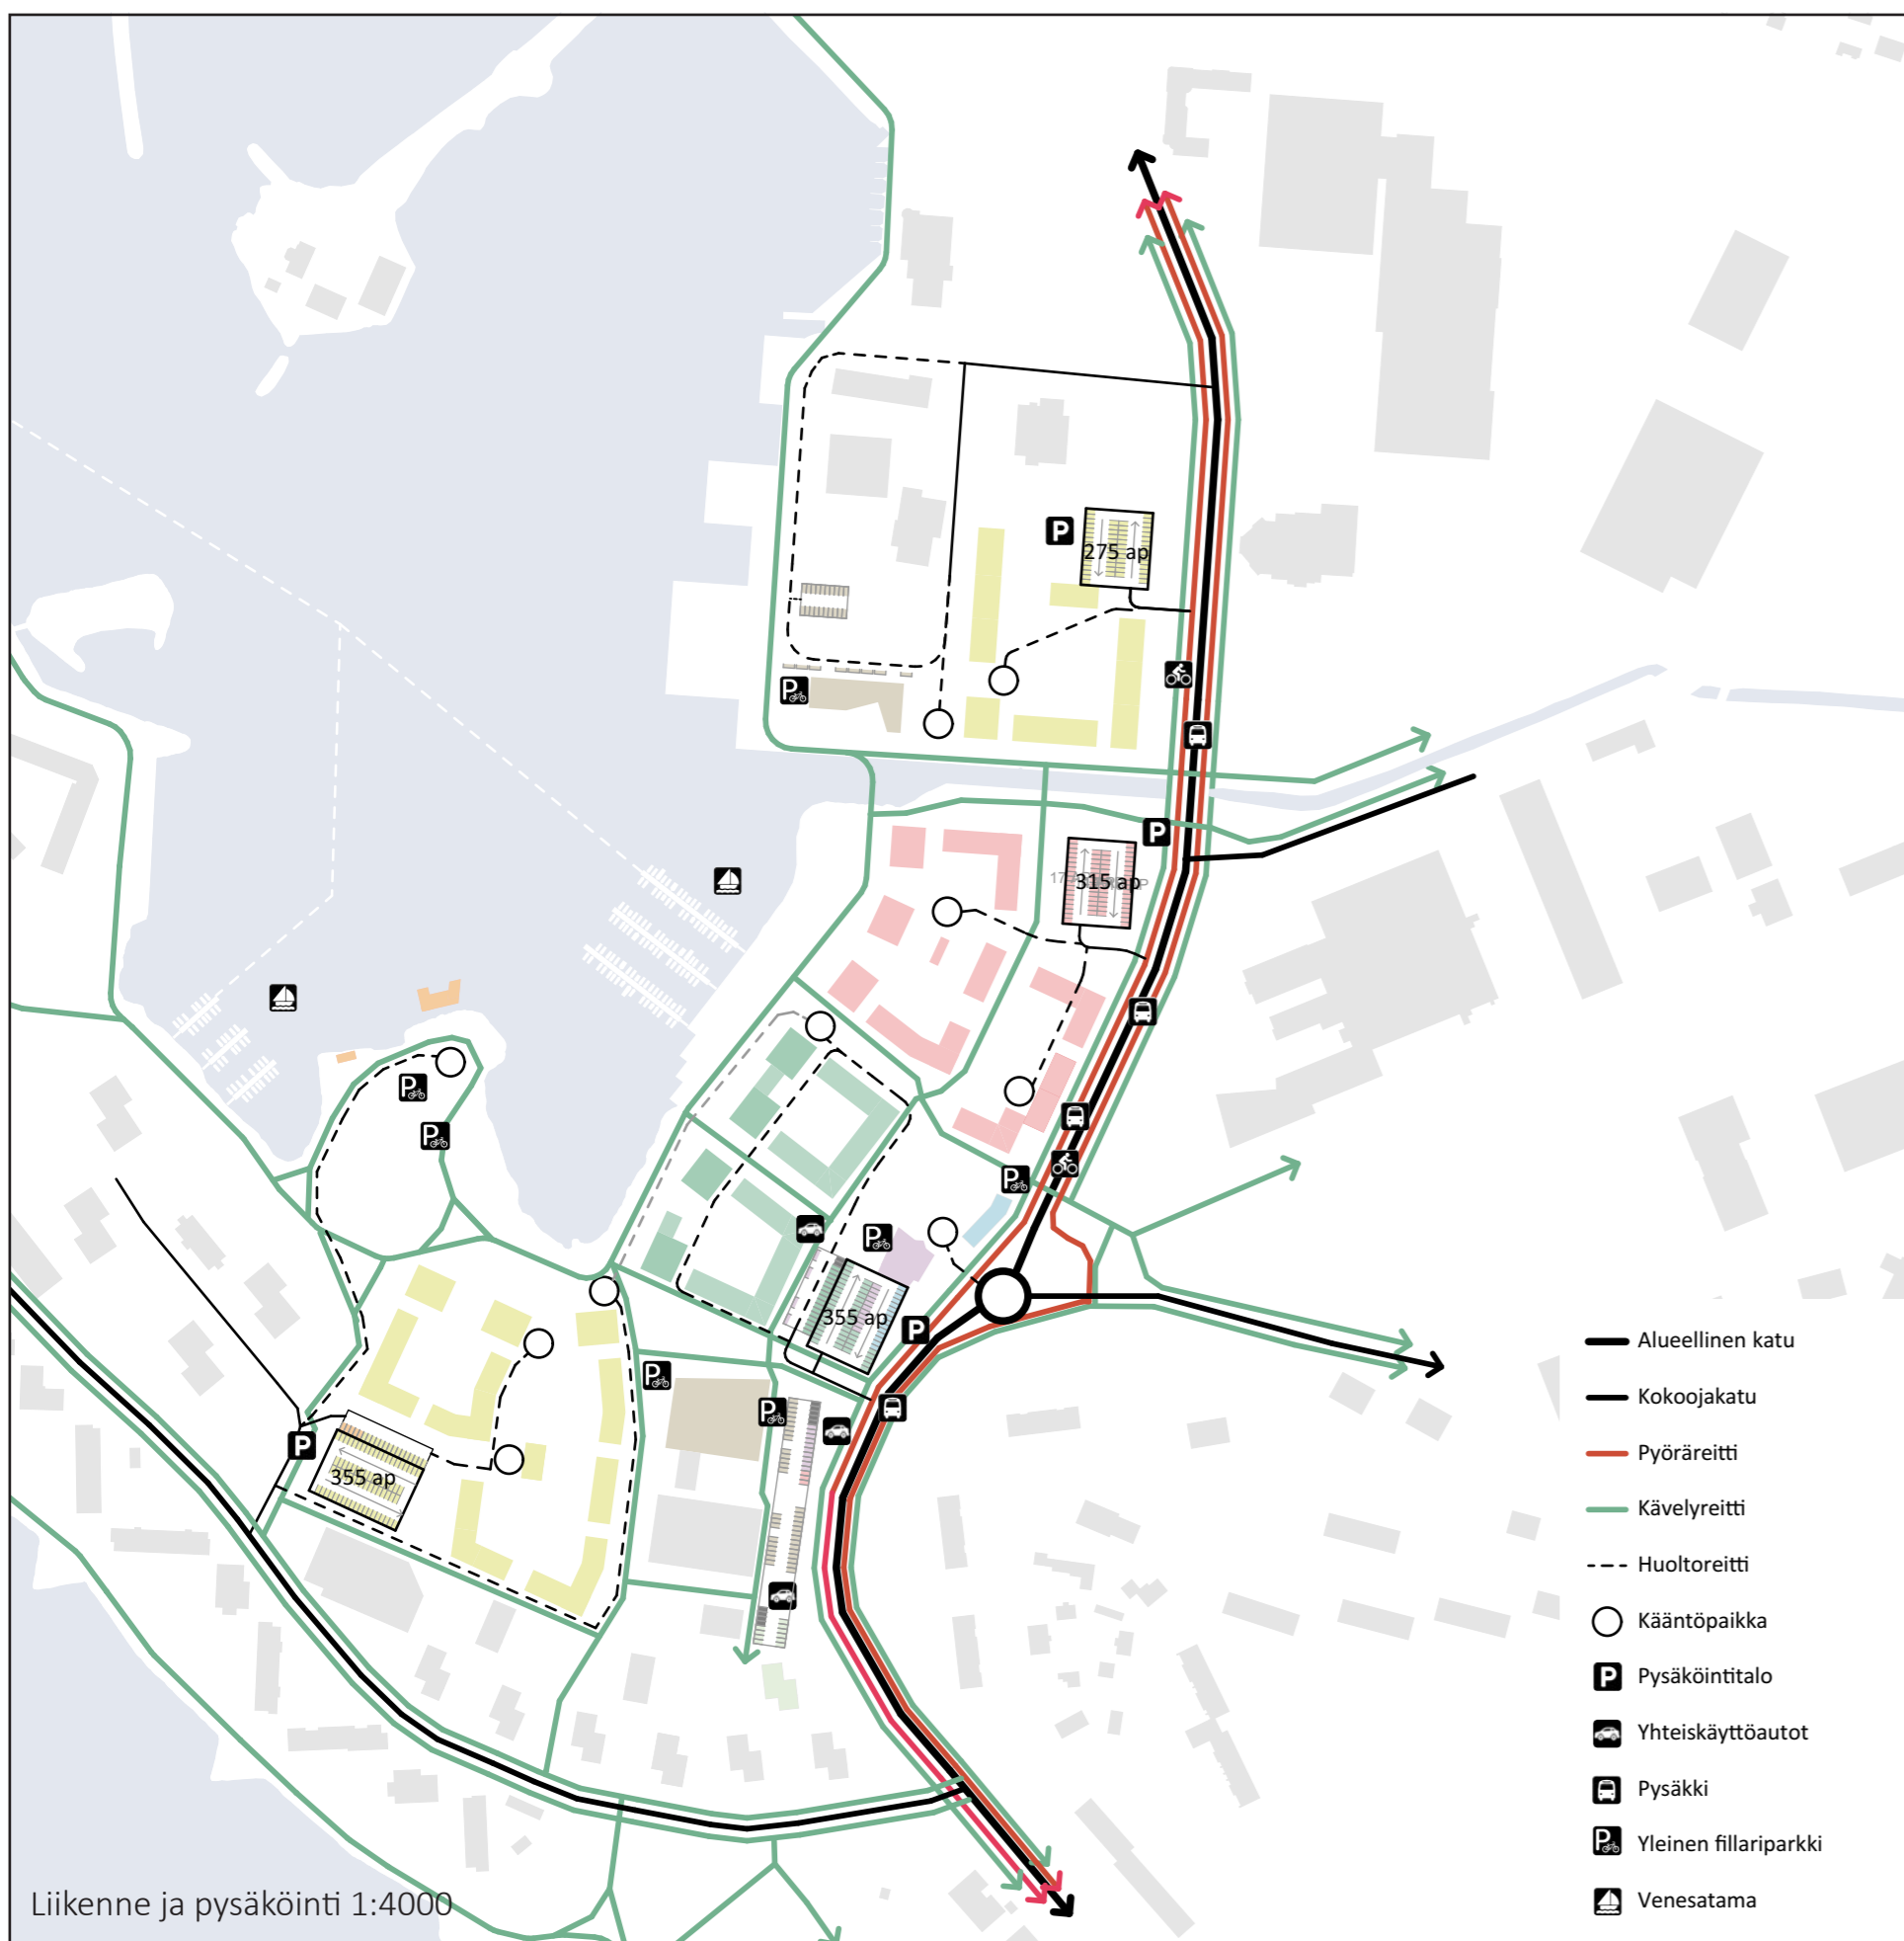 275 ap
315 ap
355 ap
355 ap
Alueellinen katu
Kokoojakatu
Pyöräreitti
Kävelyreitti
Huoltoreitti
Kääntöpaikka
P Pysäköintitalo
Yhteiskäyttöautot
Pysäkki
P Yleinen fillariparkki
Venesatama
Liikenne ja pysäköinti 1:4000